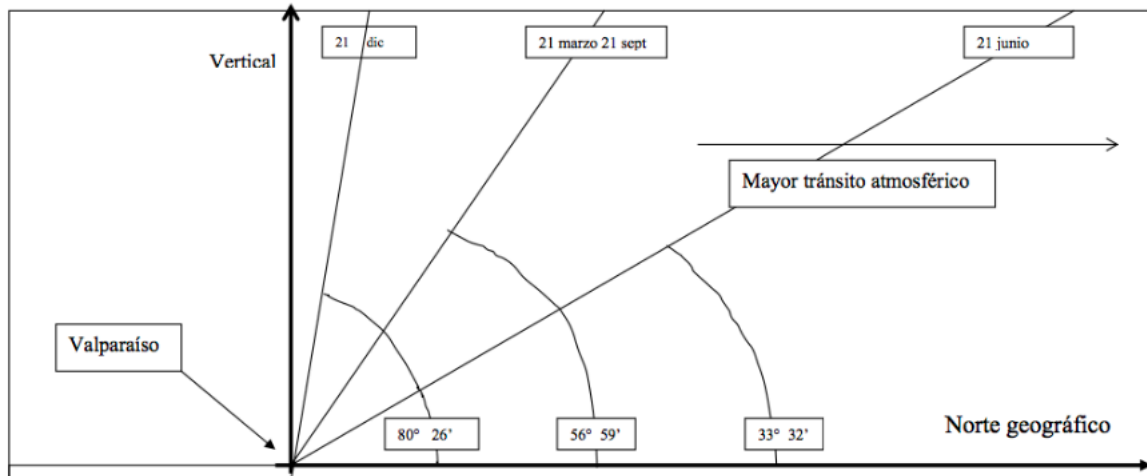 21 dic
21 marzo 21 sept
21 junio
Vertical
Mayor tránsito atmosférico
Valparaíso
80° 26’
56° 59’
33° 32’
Norte geográfico